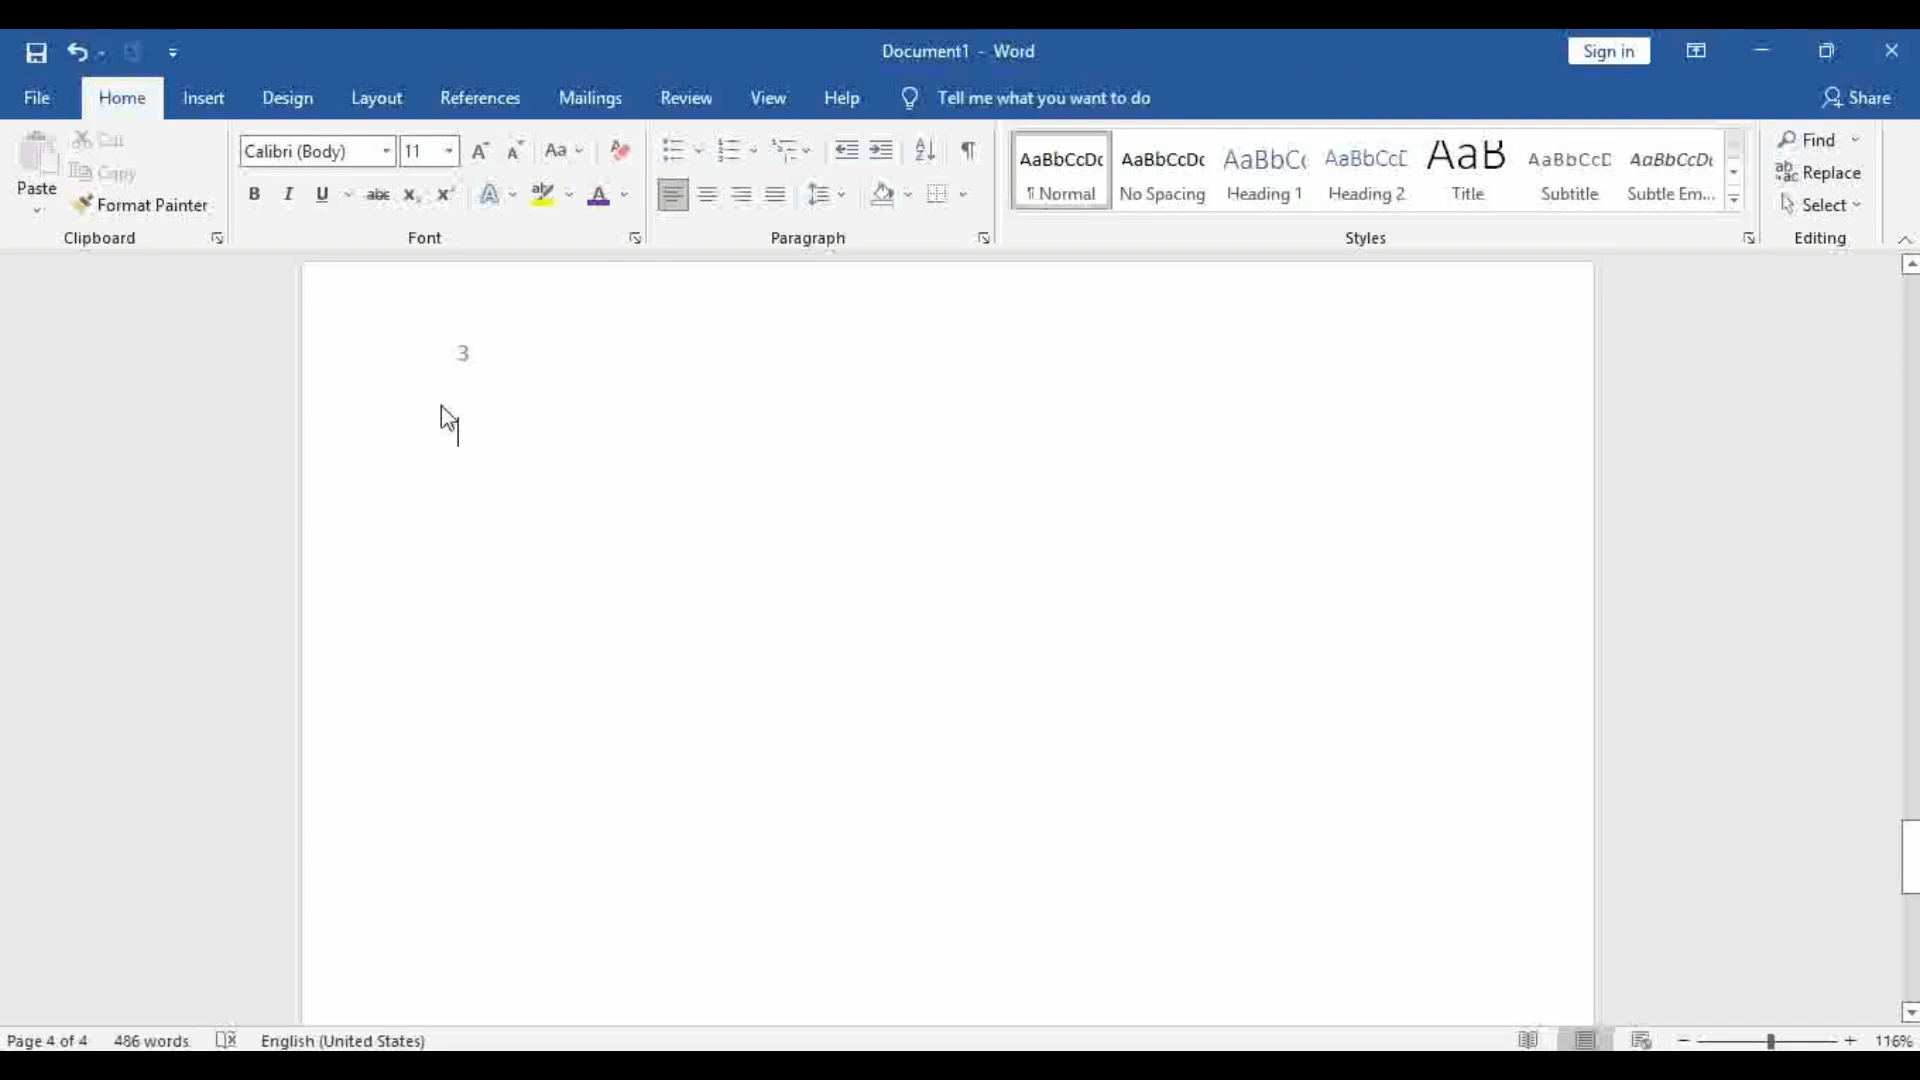 Document1 - Word
Sign in
File Home Insert Design Layout References Mailings Review View Help Tell me what you want to do Share
Paste
Cut
Copy
Format Painter
Clipboard
Calibri (Body) 11
Font
Paragraph
AaBbCcDc AaBbCcDc AaBbCc AaBbCcD AaB AaBbCcD AaBbCcDc
¶ Normal No Spacing Heading 1 Heading 2 Title Subtitle Subtle Em...
Styles
Find
Replace
Select
Editing
3
Page 4 of 4 486 words English (United States) 116%